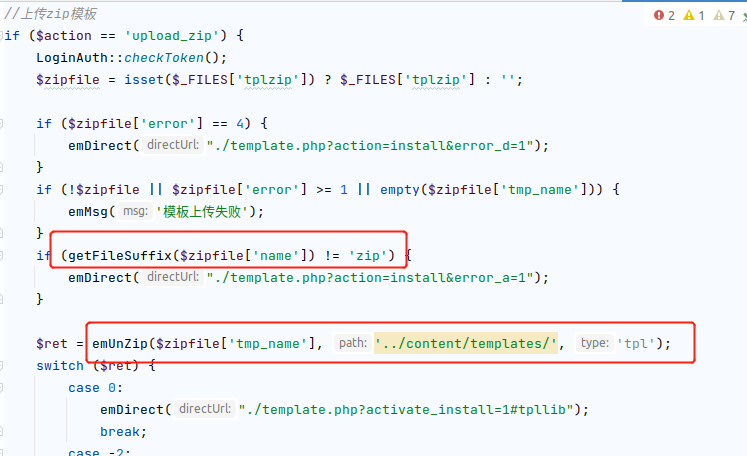 //上传zip模板
if ($action == 'upload_zip') {
LoginAuth::checkToken();
$zipfile = isset($_FILES['tplzip']) ? $_FILES['tplzip'] : '';
if ($zipfile['error'] == 4) {
emDirect( directUrl: "./template.php?action=install&error_d=1");
}
if (!$zipfile || $zipfile['error'] >= 1 || empty($zipfile['tmp_name'])) {
emMsg( msg: '模板上传失败');
}
if (getFileSuffix($zipfile['name']) != 'zip') {
emDirect( directUrl: "./template.php?action=install&error_a=1");
}
$ret = emUnZip($zipfile['tmp_name'], path: '../content/templates/', type: 'tpl');
switch ($ret) {
case 0:
emDirect( directUrl: "./template.php?activate_install=1#tpllib");
break;
case -2:
2 1 7